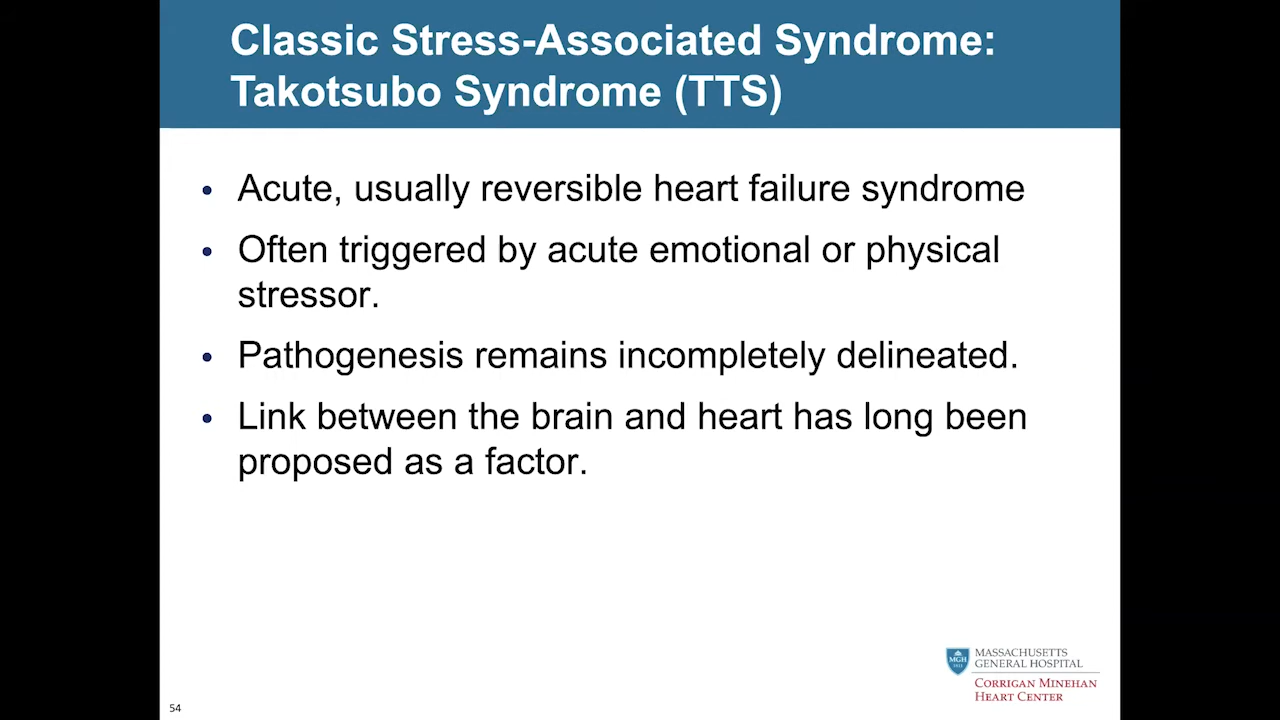 Classic Stress-Associated Syndrome:
Takotsubo Syndrome (TTS)
• Acute, usually reversible heart failure syndrome
• Often triggered by acute emotional or physical
stressor.
• Pathogenesis remains incompletely delineated.
• Link between the brain and heart has long been
proposed as a factor.
MGH
1811
MASSACHUSETTS
GENERAL HOSPITAL
CORRIGAN MINEHAN
HEART CENTER
54